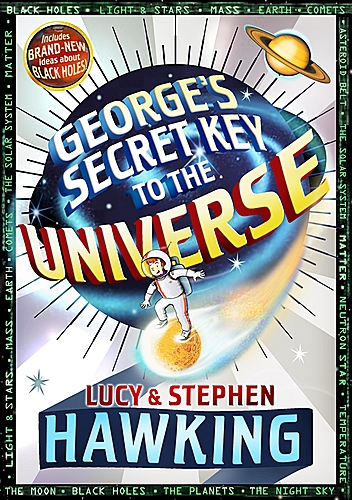 BLACK HOLES • LIGHT & STARS • MASS • EARTH • COMETS
ASTEROID BELT • THE SOLAR SYSTEM • MATTER • NEUTRON STAR • TEMPERATURE
LIGHT & STARS • MASS • EARTH • COMETS • THE SOLAR SYSTEM • MATTER
Includes
BRAND-NEW
ideas about
BLACK HOLES!
GEORGE'S
SECRET KEY
TO THE
UNIVERSE
LUCY & STEPHEN
HAWKING
THE MOON • BLACK HOLES • THE PLANETS • THE NIGHT SKY